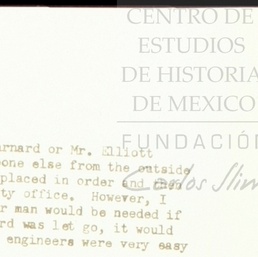 CENTRO DE
ESTUDIOS
DE HISTORIA
DE MEXICO
FUNDACIÓN
Carlos Slim
arnard or Mr. Elliott
one else from the outside
placed in order and the
ty office. However, I
r man would be needed if
rd was let go, it would
engineers were very easy